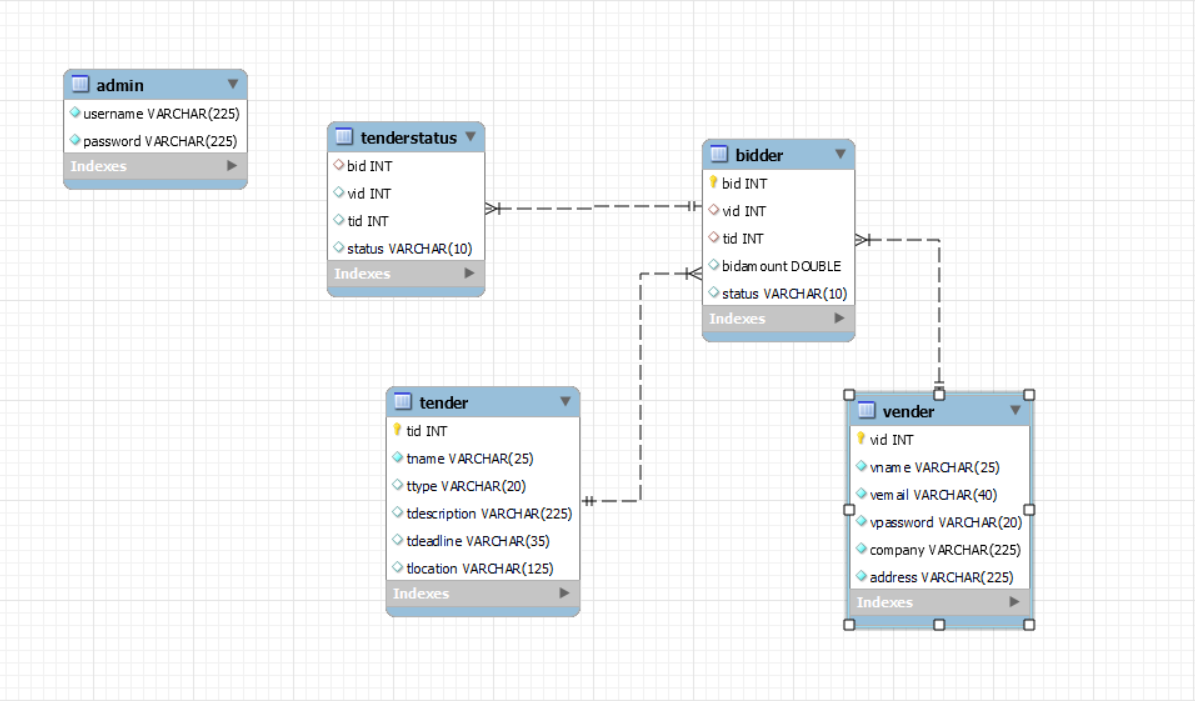 admin
username VARCHAR(225)
password VARCHAR(225)
Indexes
tenderstatus
bid INT
vid INT
tid INT
status VARCHAR(10)
Indexes
bidder
bid INT
vid INT
tid INT
bidamount DOUBLE
status VARCHAR(10)
Indexes
tender
tid INT
tname VARCHAR(25)
ttype VARCHAR(20)
tdescription VARCHAR(225)
tdeadline VARCHAR(35)
tlocation VARCHAR(125)
Indexes
vender
vid INT
vname VARCHAR(25)
vemail VARCHAR(40)
vpassword VARCHAR(20)
company VARCHAR(225)
address VARCHAR(225)
Indexes